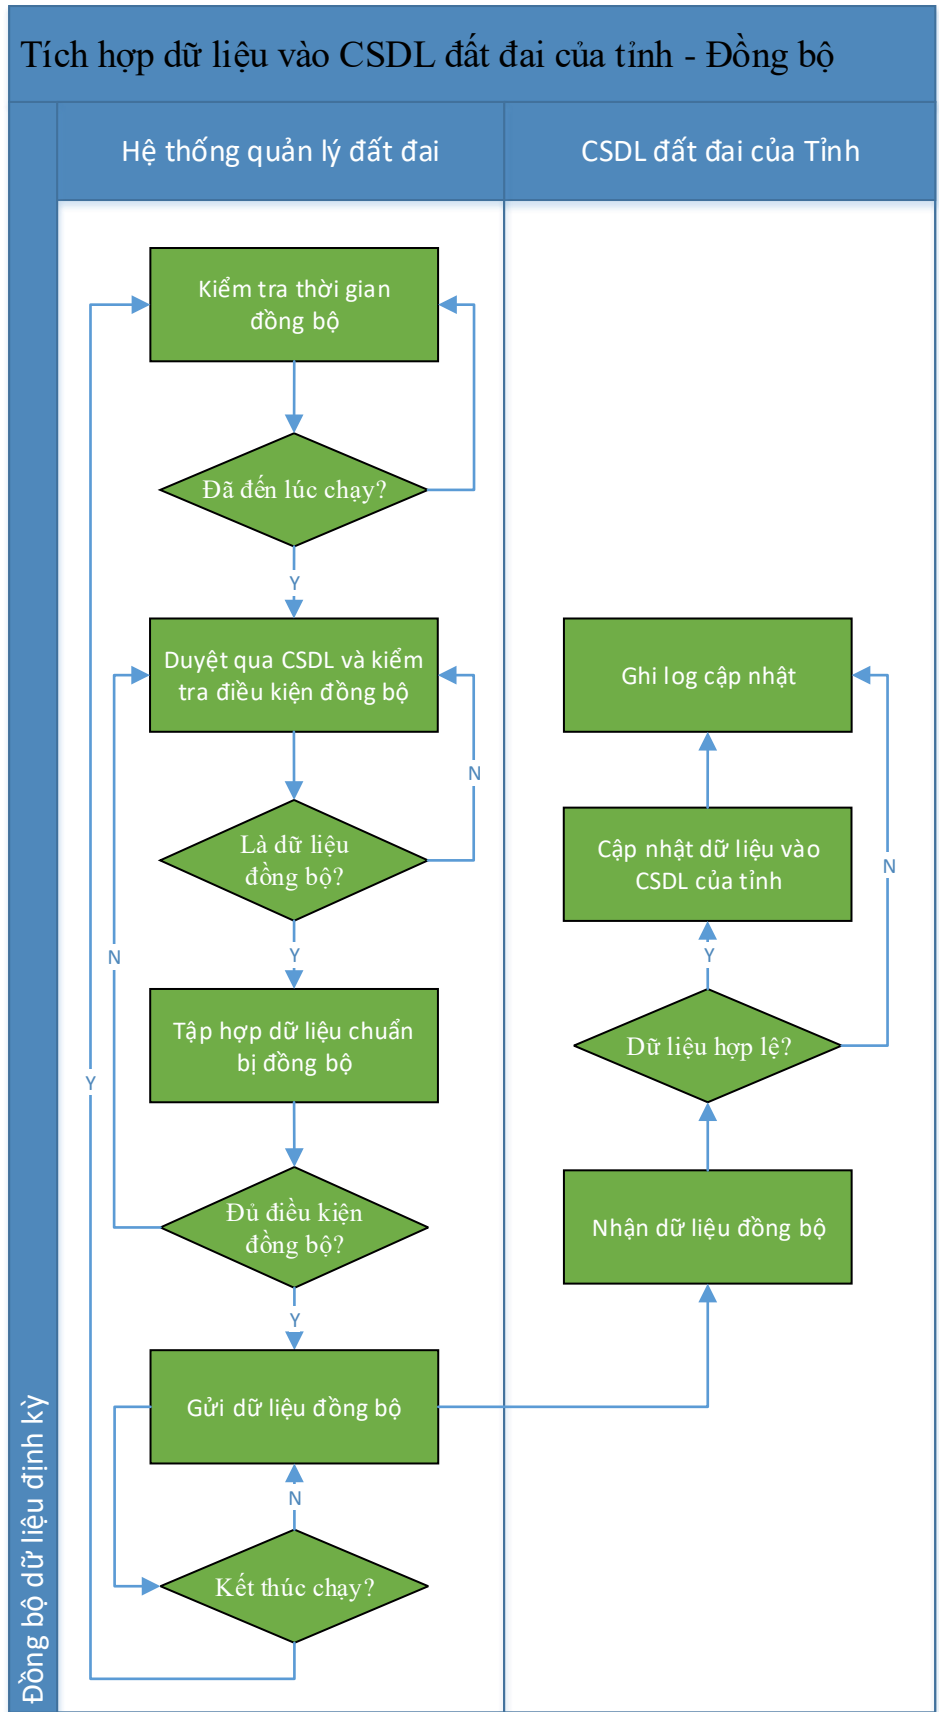 Tích hợp dữ liệu vào CSDL đất đai của tỉnh - Đồng bộ
Hệ thống quản lý đất đai
CSDL đất đai của Tỉnh
Đồng bộ dữ liệu định kỳ
Kiểm tra thời gian
đồng bộ
Đã đến lúc chạy?
Y
Duyệt qua CSDL và kiểm
tra điều kiện đồng bộ
N
Là dữ liệu
đồng bộ?
Y
N
Tập hợp dữ liệu chuẩn
bị đồng bộ
Y
Đủ điều kiện
đồng bộ?
Y
Gửi dữ liệu đồng bộ
N
Kết thúc chạy?
Ghi log cập nhật
Cập nhật dữ liệu vào
CSDL của tỉnh
N
Y
Dữ liệu hợp lệ?
Nhận dữ liệu đồng bộ